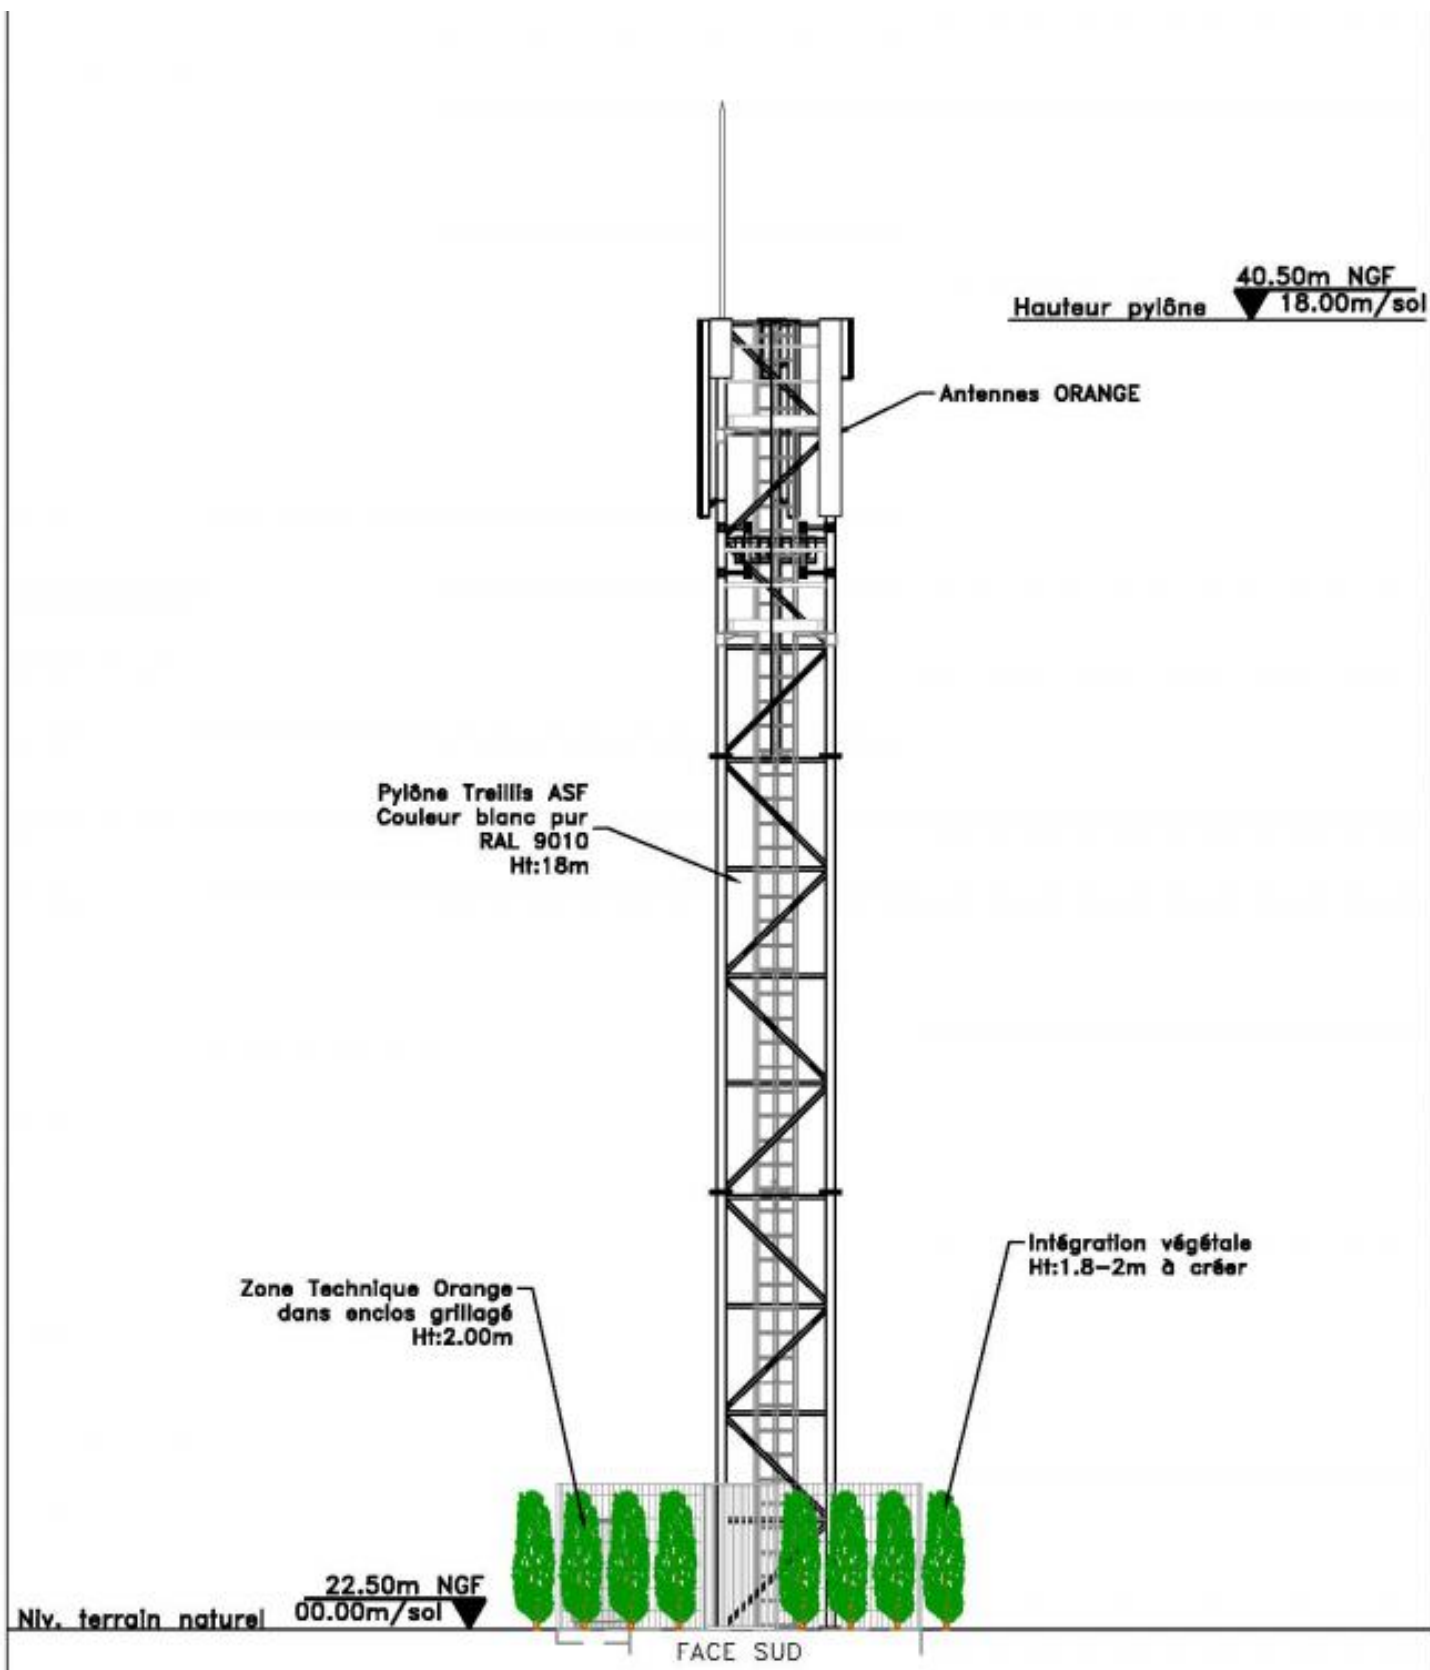 40.50m NGF
Hauteur pylône 18.00m/sol
Antennes ORANGE
Pylône Treillis ASF
Couleur blanc pur
RAL 9010
Ht:18m
Intégration végétale
Ht:1.8-2m à créer
Zone Technique Orange
dans enclos grillagé
Ht:2.00m
22.50m NGF
Niv. terrain naturel 00.00m/sol
FACE SUD